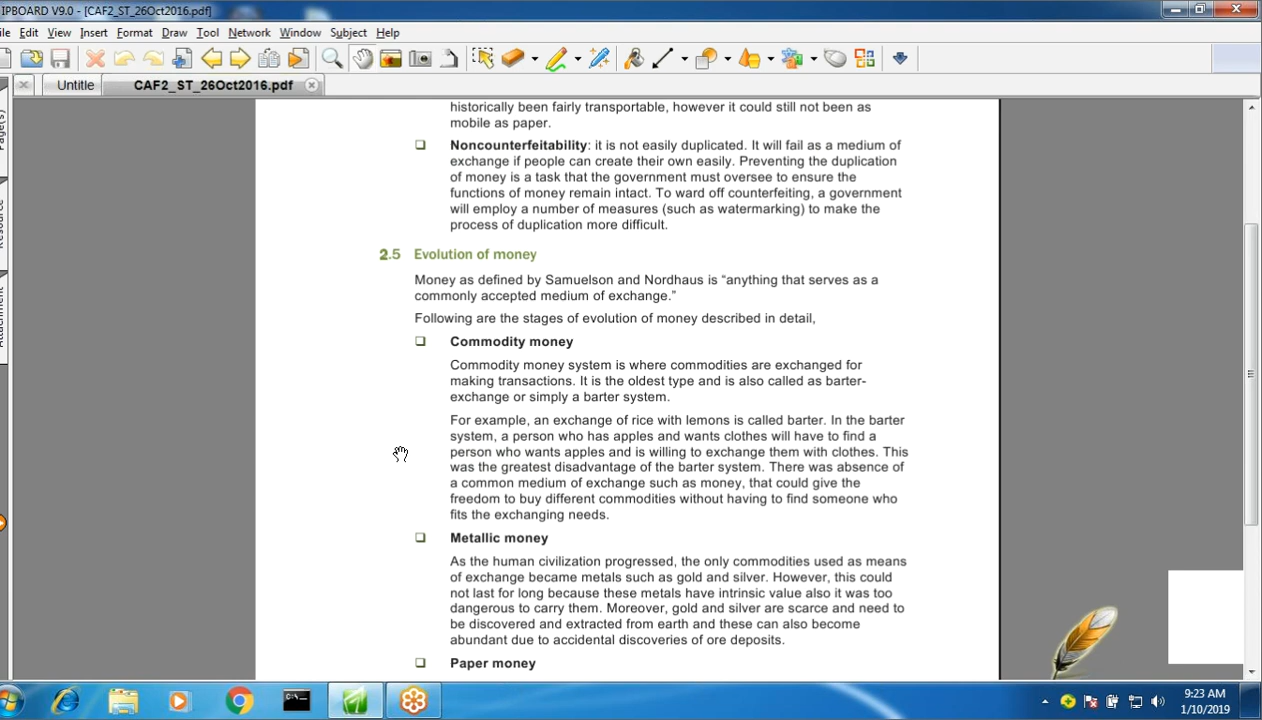 IPBOARD V9.0 - [CAF2_ST_26Oct2016.pdf]
Edit View Insert Format Draw Tool Network Window Subject Help
Untitle CAF2_ST_26Oct2016.pdf
Page(s)
Resource
Attachment
historically been fairly transportable, however it could still not been as
mobile as paper.
Noncounterfeitability: it is not easily duplicated. It will fail as a medium of
exchange if people can create their own easily. Preventing the duplication
of money is a task that the government must oversee to ensure the
functions of money remain intact. To ward off counterfeiting, a government
will employ a number of measures (such as watermarking) to make the
process of duplication more difficult.
2.5 Evolution of money
Money as defined by Samuelson and Nordhaus is “anything that serves as a
commonly accepted medium of exchange.”
Following are the stages of evolution of money described in detail,
Commodity money
Commodity money system is where commodities are exchanged for
making transactions. It is the oldest type and is also called as barter-
exchange or simply a barter system.
For example, an exchange of rice with lemons is called barter. In the barter
system, a person who has apples and wants clothes will have to find a
person who wants apples and is willing to exchange them with clothes. This
was the greatest disadvantage of the barter system. There was absence of
a common medium of exchange such as money, that could give the
freedom to buy different commodities without having to find someone who
fits the exchanging needs.
Metallic money
As the human civilization progressed, the only commodities used as means
of exchange became metals such as gold and silver. However, this could
not last for long because these metals have intrinsic value also it was too
dangerous to carry them. Moreover, gold and silver are scarce and need to
be discovered and extracted from earth and these can also become
abundant due to accidental discoveries of ore deposits.
Paper money
9:23 AM
1/10/2019